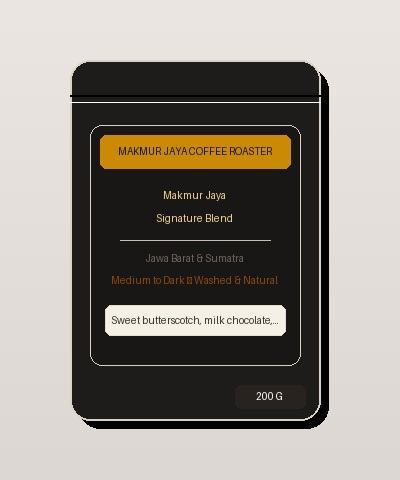 MAKMUR JAYA COFFEE ROASTER
Makmur Jaya
Signature Blend
Jawa Barat & Sumatra
Medium to Dark ▯ Washed & Natural
Sweet butterscotch, milk chocolate,...
200 G